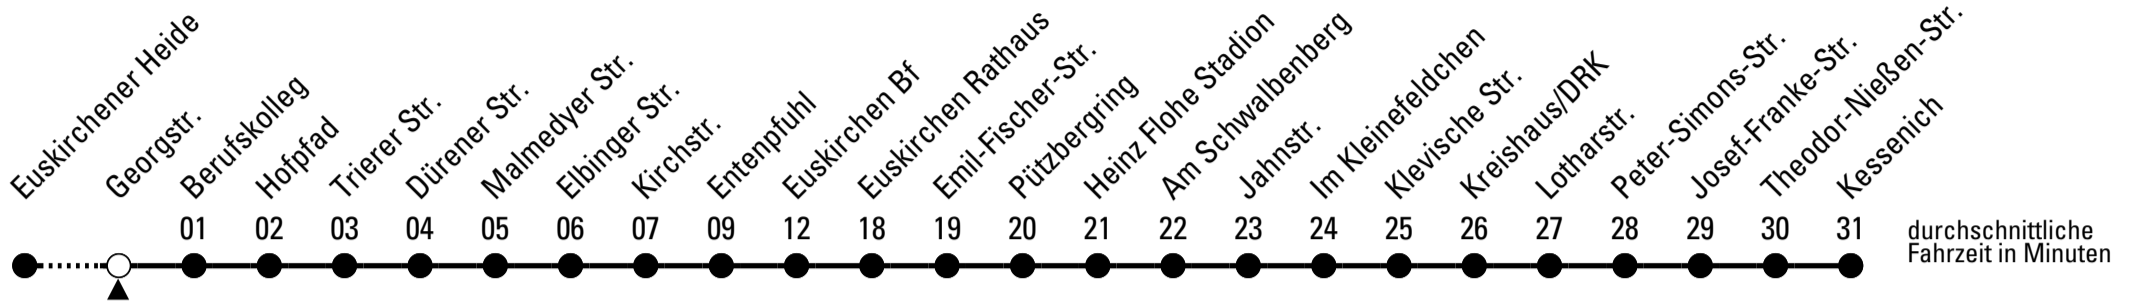 Euskirchener Heide
Georgstr.
Berufskolleg
Hofpfad
Trierer Str.
Dürener Str.
Malmedyer Str.
Elbinger Str.
Kirchstr.
Entenpfuhl
Euskirchen Bf
Euskirchen Rathaus
Emil-Fischer-Str.
Pützbergring
Heinz Flohe Stadion
Am Schwalbenberg
Jahnstr.
Im Kleinefeldchen
Klevische Str.
Kreishaus/DRK
Lotharstr.
Peter-Simons-Str.
Josef-Franke-Str.
Theodor-Nießen-Str.
Kessenich
01 02 03 04 05 06 07 09 12 18 19 20 21 22 23 24 25 26 27 28 29 30 31
durchschnittliche
Fahrzeit in Minuten